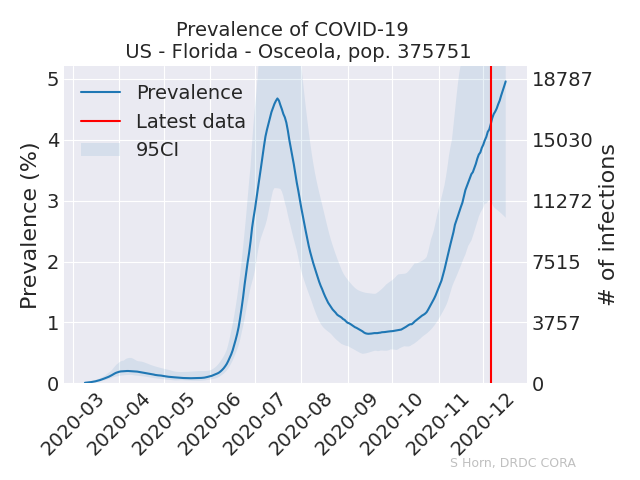 Prevalence of COVID-19
US - Florida - Osceola, pop. 375751
Prevalence
Latest data
95CI
Prevalence (%)
5
4
3
2
1
0
18787
15030
11272
7515
3757
0
# of infections
2020-03
2020-04
2020-05
2020-06
2020-07
2020-08
2020-09
2020-10
2020-11
2020-12
S Horn, DRDC CORA